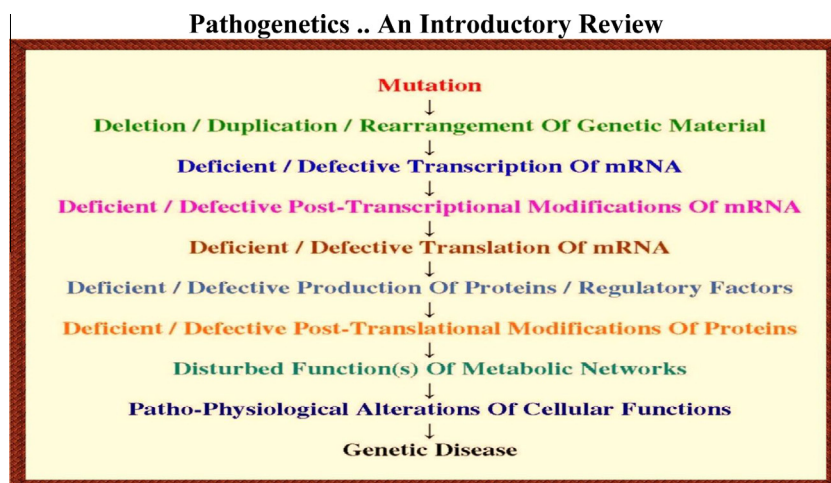 Pathogenetics .. An Introductory Review
Mutation
↓
Deletion / Duplication / Rearrangement Of Genetic Material
↓
Deficient / Defective Transcription Of mRNA
↓
Deficient / Defective Post-Transcriptional Modifications Of mRNA
↓
Deficient / Defective Translation Of mRNA
↓
Deficient / Defective Production Of Proteins / Regulatory Factors
↓
Deficient / Defective Post-Translational Modifications Of Proteins
↓
Disturbed Function(s) Of Metabolic Networks
↓
Patho-Physiological Alterations Of Cellular Functions
↓
Genetic Disease